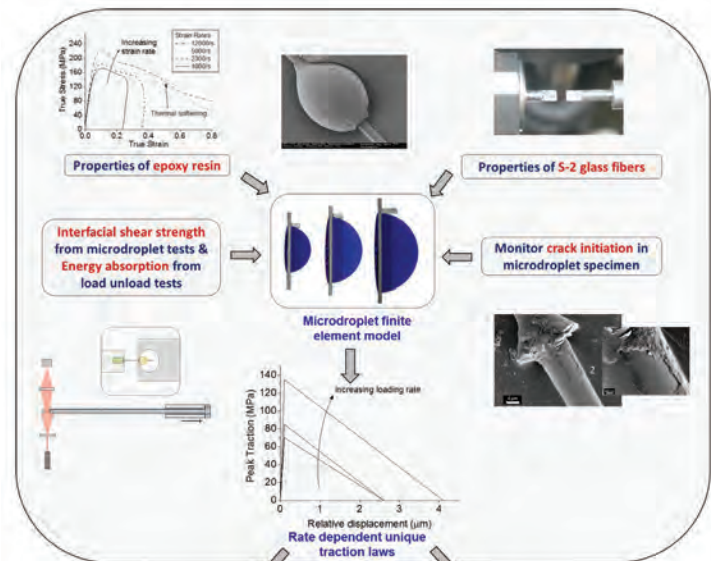 True Stress (MPa)
240
200
160
120
80
40
0
Increasing
strain rate
Strain Rates
12000/s
Thermal softening
0.0 0.2 0.4 0.6 0.8
True Strain
Properties of epoxy resin
Properties of S-2 glass fibers
Interfacial shear strength
from microdroplet tests &
Energy absorption from
load unload tests
Monitor crack initiation in
microdroplet specimen
Microdroplet finite
element model
2
Peak Traction (MPa)
140
120
100
80
60
40
20
0
Increasing loading rate
0 1 2 3 4
Relative displacement (μm)
Rate dependent unique
traction laws